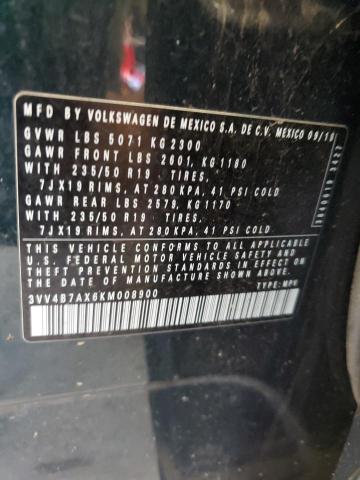 MFD BY VOLKSWAGEN DE MEXICO S.A. DE C.V. MEXICO 09/18
GVWR LBS 5071 KG 2300
GAWR FRONT LBS 2601, KG 1180
WITH 235/50 R19 TIRES,
7JX19 RIMS, AT 280 KPA, 41 PSI COLD
GAWR REAR LBS 2579, KG 1170
WITH 235/50 R19 TIRES,
7JX19 RIMS, AT 280 KPA, 41 PSI COLD
THIS VEHICLE CONFORMS TO ALL APPLICABLE
U.S. FEDERAL MOTOR VEHICLE SAFETY, BUMPER
AND THEFT PREVENTION STANDARDS IN EFFECT ON
THE DATE OF MANUFACTURE SHOWN ABOVE.
3VV4B7AX6KM008900 TYPE: MPV